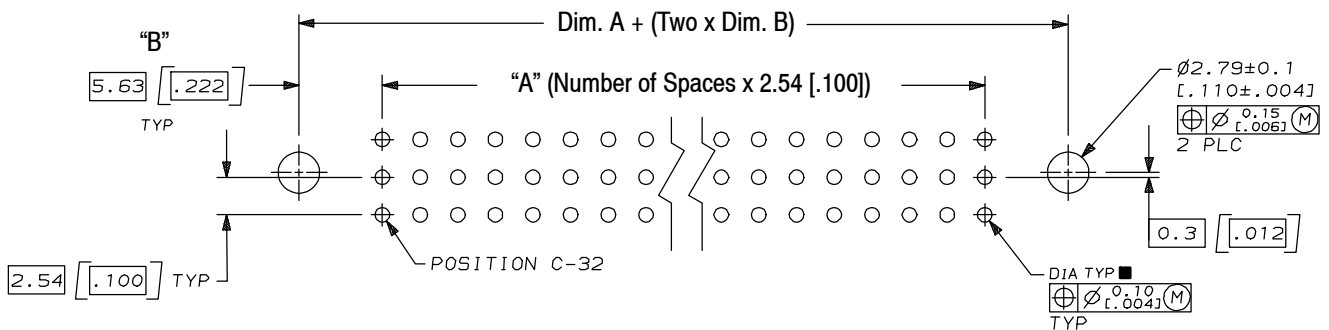 Dim. A + (Two x Dim. B)
“B”
5.63 [.222]
TYP
“A” (Number of Spaces x 2.54 [.100])
Ø2.79±0.1
[.110±.004]
⌖ Ø 0.15 [.006] Ⓜ
2 PLC
0.3 [.012]
POSITION C-32
2.54 [.100] TYP
DIA TYP ■
⌖ Ø 0.10 [.004] Ⓜ
TYP